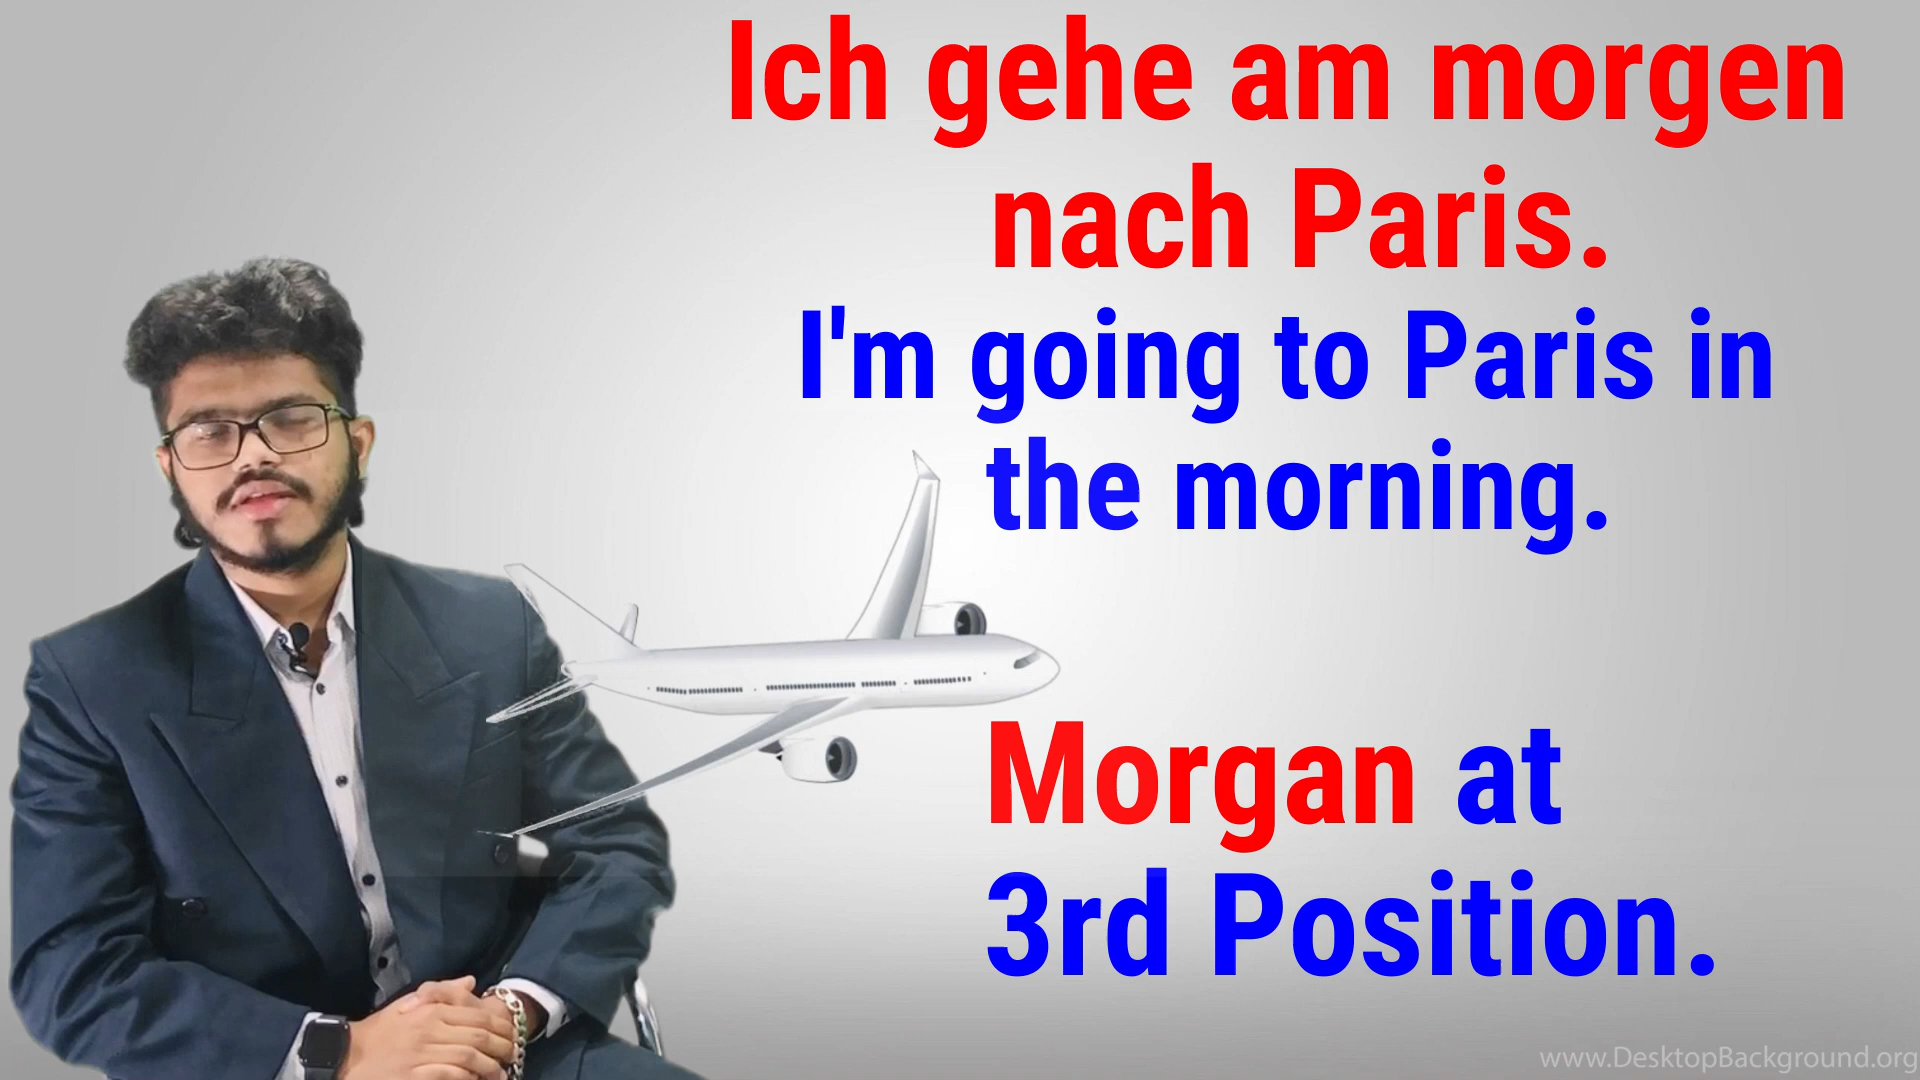 Ich gehe am morgen
nach Paris.
I'm going to Paris in
the morning.
Morgan at
3rd Position.
www.DesktopBackground.org